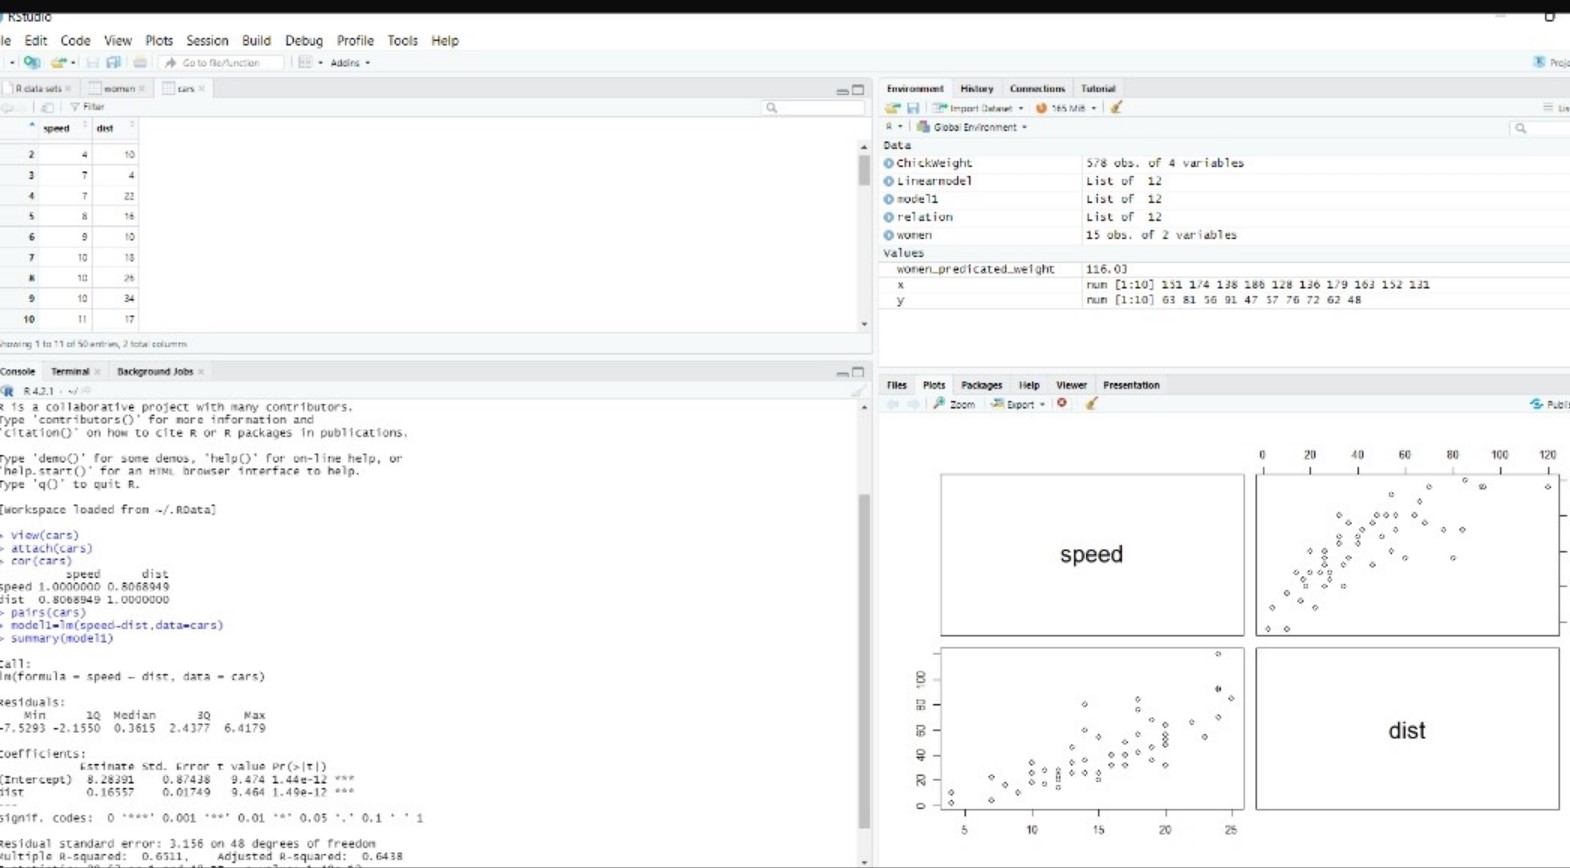 RStudio
le Edit Code View Plots Session Build Debug Profile Tools Help
Go to file/function Addins
R data sets women cars
Filter
speed dist
2 4 10
3 7 4
4 7 22
5 8 16
6 9 10
7 10 18
8 10 26
9 10 34
10 11 17
howing 1 to 11 of 50 entries, 2 total columns
Console Terminal Background Jobs
R 4.2.1 · ~/
R is a collaborative project with many contributors.
Type 'contributors()' for more information and
'citation()' on how to cite R or R packages in publications.
Type 'demo()' for some demos, 'help()' for on-line help, or
'help.start()' for an HTML browser interface to help.
Type 'q()' to quit R.
[Workspace loaded from ~/.RData]
> view(cars)
> attach(cars)
> cor(cars)
speed dist
speed 1.0000000 0.8068949
dist 0.8068949 1.0000000
> pairs(cars)
> model1=lm(speed~dist,data=cars)
> summary(model1)
Call:
lm(formula = speed ~ dist, data = cars)
Residuals:
Min 1Q Median 3Q Max
-7.5293 -2.1550 0.3615 2.4377 6.4179
Coefficients:
Estimate Std. Error t value Pr(>|t|)
(Intercept) 8.28391 0.87438 9.474 1.44e-12 ***
dist 0.16557 0.01749 9.464 1.49e-12 ***
---
Signif. codes: 0 '***' 0.001 '**' 0.01 '*' 0.05 '.' 0.1 ' ' 1
Residual standard error: 3.156 on 48 degrees of freedom
Multiple R-squared: 0.6511, Adjusted R-squared: 0.6438
Environment History Connections Tutorial
Import Dataset 165 MiB Lis
R Global Environment
Data
ChickWeight 578 obs. of 4 variables
Linearmodel List of 12
model1 List of 12
relation List of 12
women 15 obs. of 2 variables
Values
women_predicated_weight 116.03
x num [1:10] 151 174 138 186 128 136 179 163 152 131
y num [1:10] 63 81 56 91 47 57 76 72 62 48
Proje
Files Plots Packages Help Viewer Presentation
Zoom Export Publis
0 20 40 60 80 100 120
speed
dist
0 20 40 60 80 100
5 10 15 20 25